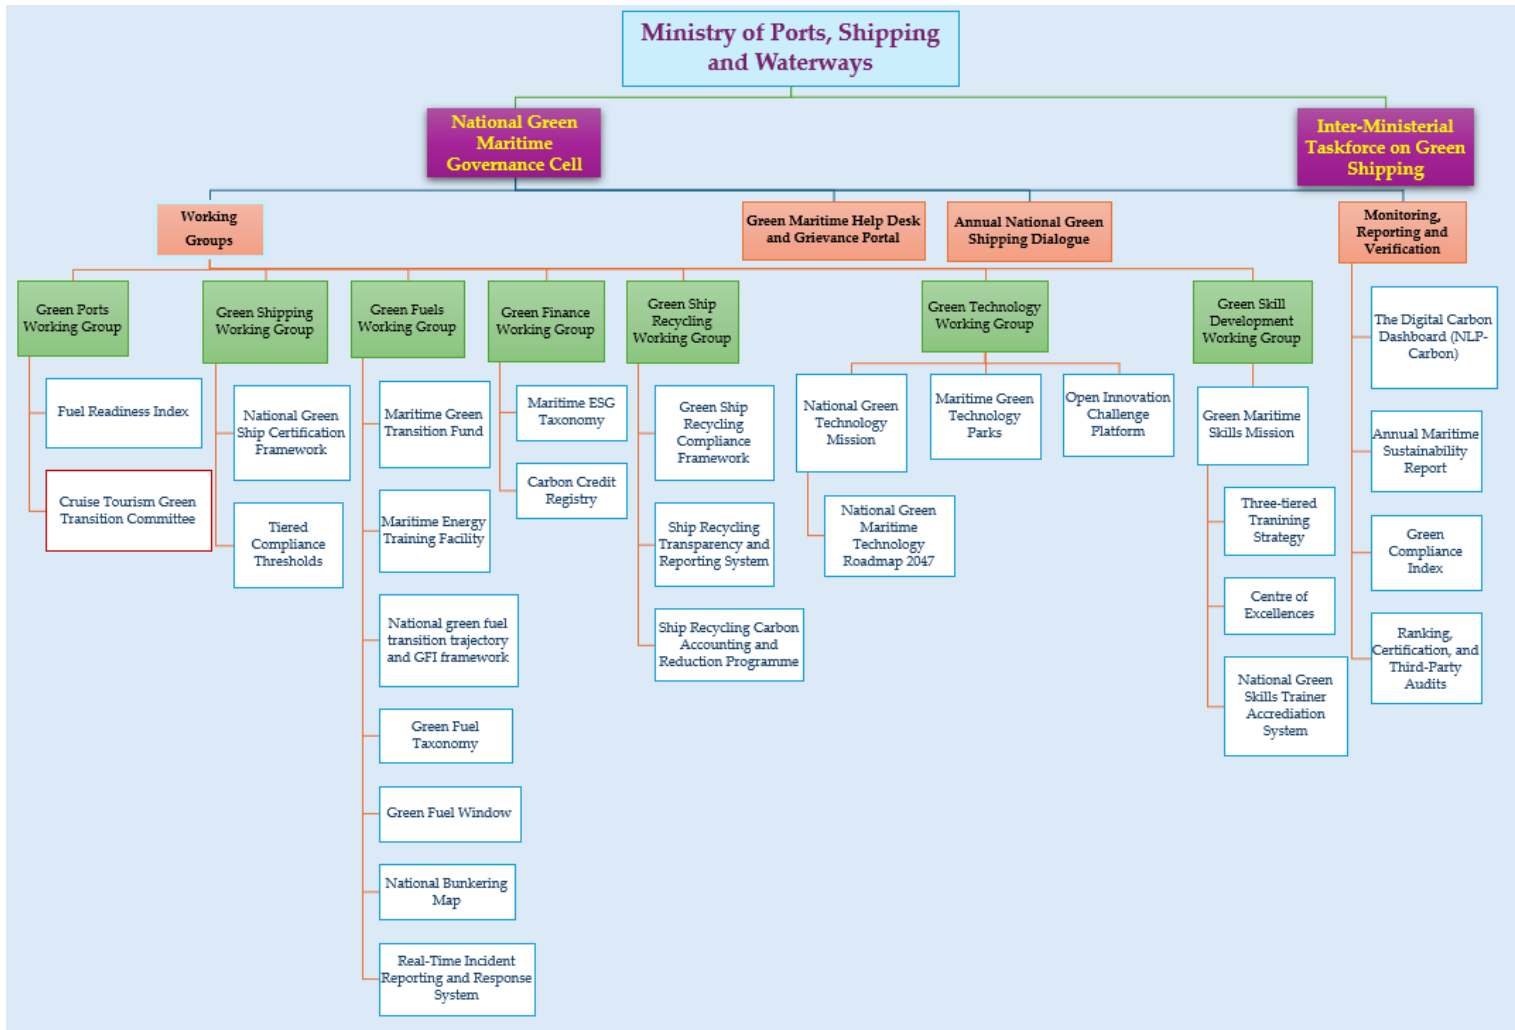 Ministry of Ports, Shipping
and Waterways
National Green
Maritime
Governance Cell
Inter-Ministerial
Taskforce on Green
Shipping
Working
Groups
Green Maritime Help Desk
and Grievance Portal
Annual National Green
Shipping Dialogue
Monitoring,
Reporting and
Verification
Green Ports
Working Group
Fuel Readiness Index
Cruise Tourism Green
Transition Committee
Green Shipping
Working Group
National Green
Ship Certification
Framework
Tiered
Compliance
Thresholds
Green Fuels
Working Group
Maritime Green
Transition Fund
Maritime Energy
Training Facility
National green fuel
transition trajectory
and GFI framework
Green Fuel
Taxonomy
Green Fuel Window
National Bunkering
Map
Real-Time Incident
Reporting and Response
System
Green Finance
Working Group
Maritime ESG
Taxonomy
Carbon Credit
Registry
Green Ship
Recycling
Working Group
Green Ship
Recycling
Compliance
Framework
Ship Recycling
Transparency and
Reporting System
Ship Recycling Carbon
Accounting and
Reduction Programme
Green Technology
Working Group
National Green
Technology
Mission
National Green
Maritime
Technology
Roadmap 2047
Maritime Green
Technology
Parks
Open Innovation
Challenge
Platform
Green Skill
Development
Working Group
Green Maritime
Skills Mission
Three-tiered
Tranining
Strategy
Centre of
Excellences
National Green
Skills Trainer
Accrediation
System
The Digital Carbon
Dashboard (NLP-
Carbon)
Annual Maritime
Sustainability
Report
Green
Compliance
Index
Ranking,
Certification, and
Third-Party
Audits